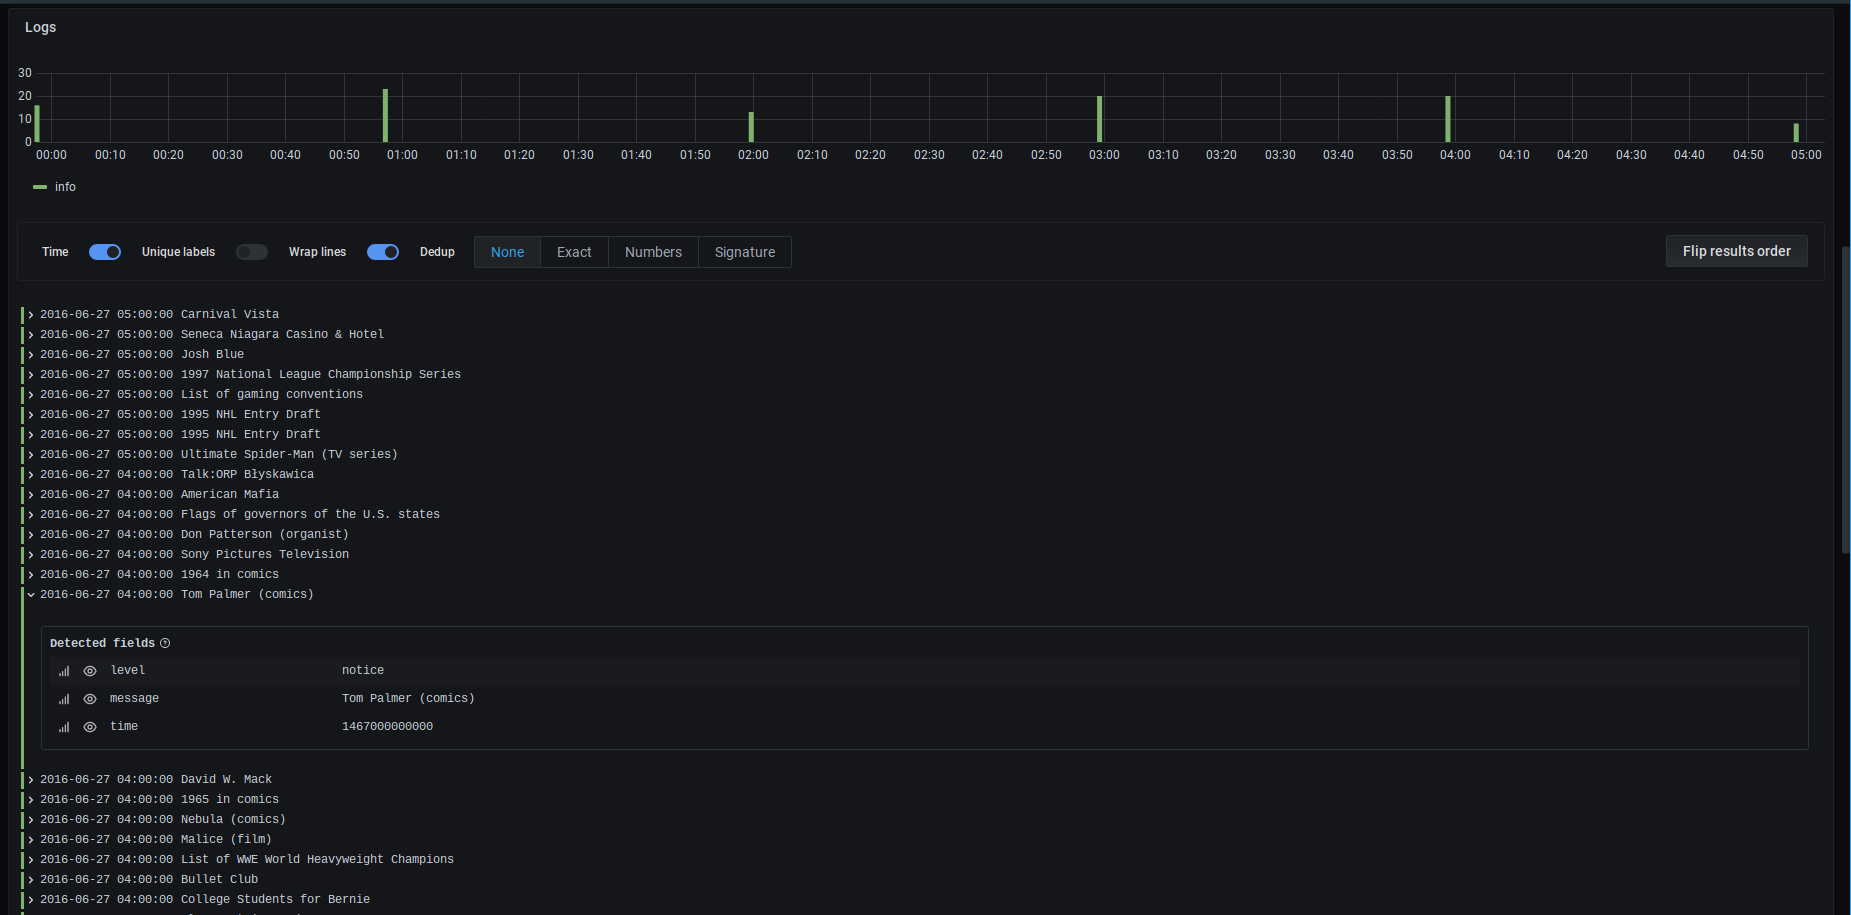 Logs
30
20
10
0
00:00 00:10 00:20 00:30 00:40 00:50 01:00 01:10 01:20 01:30 01:40 01:50 02:00 02:10 02:20 02:30 02:40 02:50 03:00 03:10 03:20 03:30 03:40 03:50 04:00 04:10 04:20 04:30 04:40 04:50 05:00
info
Time Unique labels Wrap lines Dedup None Exact Numbers Signature Flip results order
2016-06-27 05:00:00 Carnival Vista
2016-06-27 05:00:00 Seneca Niagara Casino & Hotel
2016-06-27 05:00:00 Josh Blue
2016-06-27 05:00:00 1997 National League Championship Series
2016-06-27 05:00:00 List of gaming conventions
2016-06-27 05:00:00 1995 NHL Entry Draft
2016-06-27 05:00:00 1995 NHL Entry Draft
2016-06-27 05:00:00 Ultimate Spider-Man (TV series)
2016-06-27 04:00:00 Talk:ORP Błyskawica
2016-06-27 04:00:00 American Mafia
2016-06-27 04:00:00 Flags of governors of the U.S. states
2016-06-27 04:00:00 Don Patterson (organist)
2016-06-27 04:00:00 Sony Pictures Television
2016-06-27 04:00:00 1964 in comics
2016-06-27 04:00:00 Tom Palmer (comics)
Detected fields
level notice
message Tom Palmer (comics)
time 1467000000000
2016-06-27 04:00:00 David W. Mack
2016-06-27 04:00:00 1965 in comics
2016-06-27 04:00:00 Nebula (comics)
2016-06-27 04:00:00 Malice (film)
2016-06-27 04:00:00 List of WWE World Heavyweight Champions
2016-06-27 04:00:00 Bullet Club
2016-06-27 04:00:00 College Students for Bernie